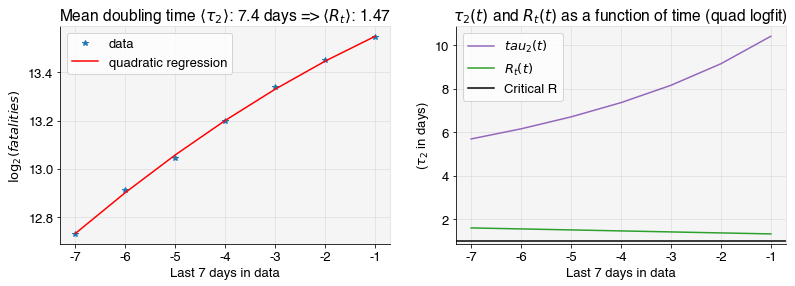 Mean doubling time ⟨τ₂⟩: 7.4 days => ⟨Rₜ⟩: 1.47
log₂(fatalities)
13.4
13.2
13.0
12.8
data
quadratic regression
-7 -6 -5 -4 -3 -2 -1
Last 7 days in data
τ₂(t) and Rₜ(t) as a function of time (quad logfit)
(τ₂ in days)
10
8
6
4
2
tau₂(t)
Rₜ(t)
Critical R
-7 -6 -5 -4 -3 -2 -1
Last 7 days in data